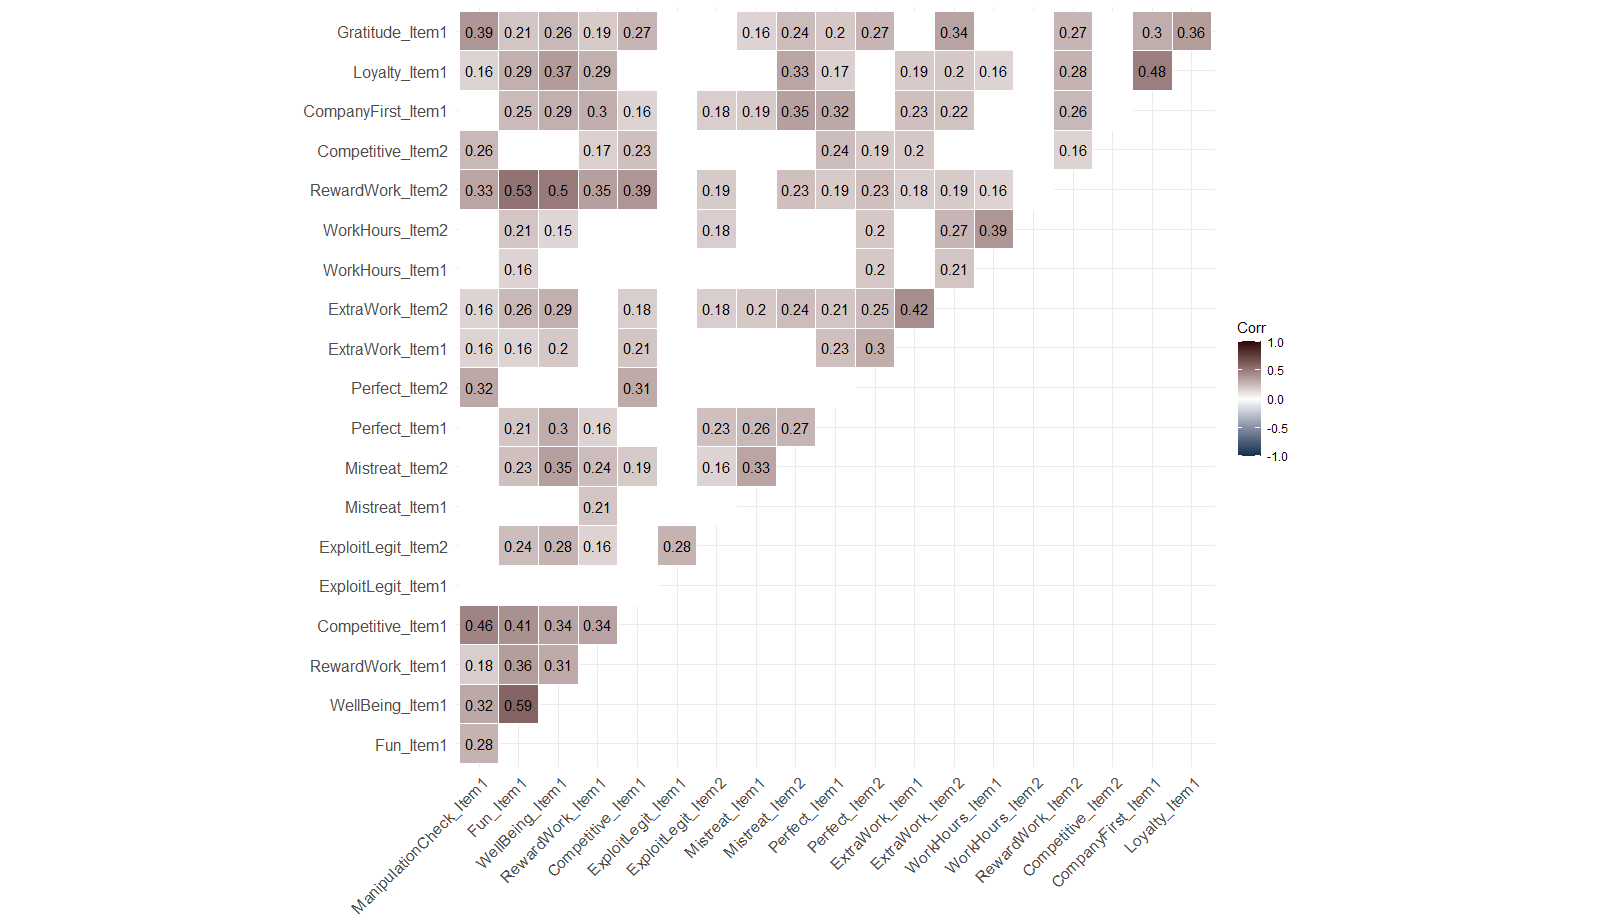 Gratitude_Item1 0.39 0.21 0.26 0.19 0.27 0.16 0.24 0.2 0.27 0.34 0.27 0.3 0.36
Loyalty_Item1 0.16 0.29 0.37 0.29 0.33 0.17 0.19 0.2 0.16 0.28 0.48
CompanyFirst_Item1 0.25 0.29 0.3 0.16 0.18 0.19 0.35 0.32 0.23 0.22 0.26
Competitive_Item2 0.26 0.17 0.23 0.24 0.19 0.2 0.16
RewardWork_Item2 0.33 0.53 0.5 0.35 0.39 0.19 0.23 0.19 0.23 0.18 0.19 0.16
WorkHours_Item2 0.21 0.15 0.18 0.2 0.27 0.39
WorkHours_Item1 0.16 0.2 0.21
ExtraWork_Item2 0.16 0.26 0.29 0.18 0.18 0.2 0.24 0.21 0.25 0.42
ExtraWork_Item1 0.16 0.16 0.2 0.21 0.23 0.3
Perfect_Item2 0.32 0.31
Perfect_Item1 0.21 0.3 0.16 0.23 0.26 0.27
Mistreat_Item2 0.23 0.35 0.24 0.19 0.16 0.33
Mistreat_Item1 0.21
ExploitLegit_Item2 0.24 0.28 0.16 0.28
ExploitLegit_Item1
Competitive_Item1 0.46 0.41 0.34 0.34
RewardWork_Item1 0.18 0.36 0.31
WellBeing_Item1 0.32 0.59
Fun_Item1 0.28
ManipulationCheck_Item1
Fun_Item1
WellBeing_Item1
RewardWork_Item1
Competitive_Item1
ExploitLegit_Item1
ExploitLegit_Item2
Mistreat_Item1
Mistreat_Item2
Perfect_Item1
Perfect_Item2
ExtraWork_Item1
ExtraWork_Item2
WorkHours_Item1
WorkHours_Item2
RewardWork_Item2
Competitive_Item2
CompanyFirst_Item1
Loyalty_Item1
Corr
1.0
0.5
0.0
-0.5
-1.0